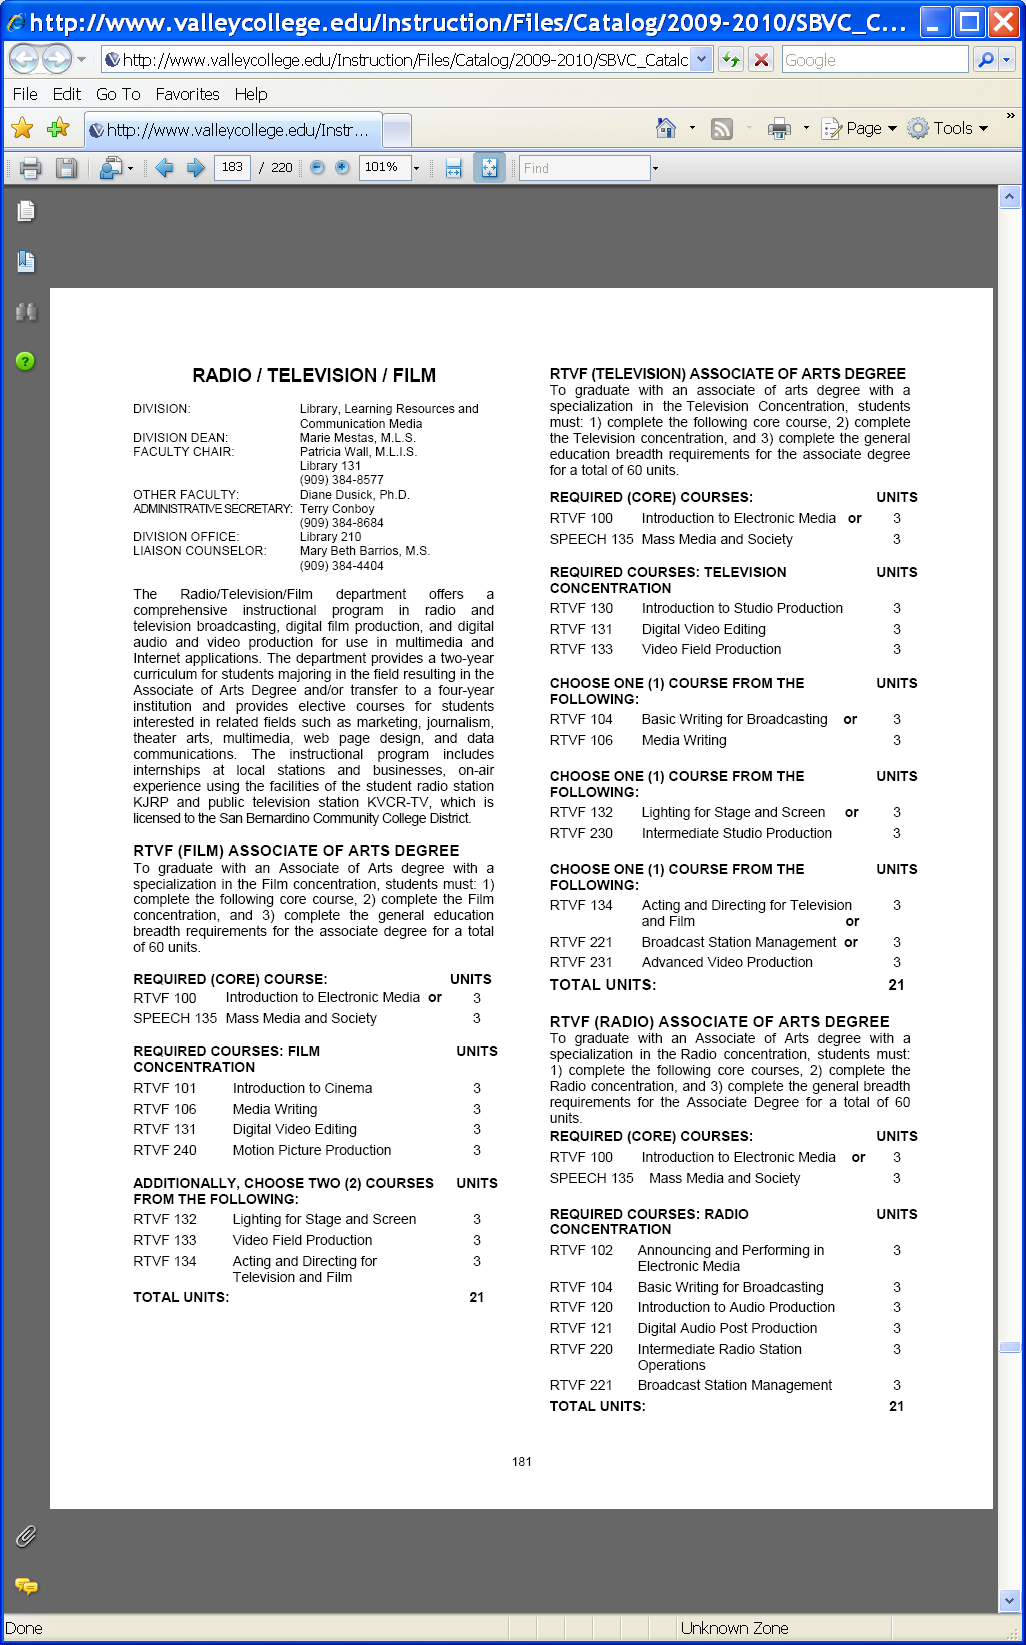 http://www.valleycollege.edu/Instruction/Files/Catalog/2009-2010/SBVC_C...
http://www.valleycollege.edu/Instruction/Files/Catalog/2009-2010/SBVC_Catalc
Google
File Edit Go To Favorites Help
http://www.valleycollege.edu/Instr...
Page Tools »
183 / 220 101% Find
RADIO / TELEVISION / FILM
DIVISION: Library, Learning Resources and
Communication Media
DIVISION DEAN: Marie Mestas, M.L.S.
FACULTY CHAIR: Patricia Wall, M.L.I.S.
Library 131
(909) 384-8577
OTHER FACULTY: Diane Dusick, Ph.D.
ADMINISTRATIVE SECRETARY: Terry Conboy
(909) 384-8684
DIVISION OFFICE: Library 210
LIAISON COUNSELOR: Mary Beth Barrios, M.S.
(909) 384-4404
The Radio/Television/Film department offers a
comprehensive instructional program in radio and
television broadcasting, digital film production, and digital
audio and video production for use in multimedia and
Internet applications. The department provides a two-year
curriculum for students majoring in the field resulting in the
Associate of Arts Degree and/or transfer to a four-year
institution and provides elective courses for students
interested in related fields such as marketing, journalism,
theater arts, multimedia, web page design, and data
communications. The instructional program includes
internships at local stations and businesses, on-air
experience using the facilities of the student radio station
KJRP and public television station KVCR-TV, which is
licensed to the San Bernardino Community College District.
RTVF (FILM) ASSOCIATE OF ARTS DEGREE
To graduate with an Associate of Arts degree with a
specialization in the Film concentration, students must: 1)
complete the following core course, 2) complete the Film
concentration, and 3) complete the general education
breadth requirements for the associate degree for a total
of 60 units.
REQUIRED (CORE) COURSE: UNITS
RTVF 100 Introduction to Electronic Media or 3
SPEECH 135 Mass Media and Society 3
REQUIRED COURSES: FILM UNITS
CONCENTRATION
RTVF 101 Introduction to Cinema 3
RTVF 106 Media Writing 3
RTVF 131 Digital Video Editing 3
RTVF 240 Motion Picture Production 3
ADDITIONALLY, CHOOSE TWO (2) COURSES UNITS
FROM THE FOLLOWING:
RTVF 132 Lighting for Stage and Screen 3
RTVF 133 Video Field Production 3
RTVF 134 Acting and Directing for 3
Television and Film
TOTAL UNITS: 21
RTVF (TELEVISION) ASSOCIATE OF ARTS DEGREE
To graduate with an associate of arts degree with a
specialization in the Television Concentration, students
must: 1) complete the following core course, 2) complete
the Television concentration, and 3) complete the general
education breadth requirements for the associate degree
for a total of 60 units.
REQUIRED (CORE) COURSES: UNITS
RTVF 100 Introduction to Electronic Media or 3
SPEECH 135 Mass Media and Society 3
REQUIRED COURSES: TELEVISION UNITS
CONCENTRATION
RTVF 130 Introduction to Studio Production 3
RTVF 131 Digital Video Editing 3
RTVF 133 Video Field Production 3
CHOOSE ONE (1) COURSE FROM THE UNITS
FOLLOWING:
RTVF 104 Basic Writing for Broadcasting or 3
RTVF 106 Media Writing 3
CHOOSE ONE (1) COURSE FROM THE UNITS
FOLLOWING:
RTVF 132 Lighting for Stage and Screen or 3
RTVF 230 Intermediate Studio Production 3
CHOOSE ONE (1) COURSE FROM THE UNITS
FOLLOWING:
RTVF 134 Acting and Directing for Television 3
and Film or
RTVF 221 Broadcast Station Management or 3
RTVF 231 Advanced Video Production 3
TOTAL UNITS: 21
RTVF (RADIO) ASSOCIATE OF ARTS DEGREE
To graduate with an Associate of Arts degree with a
specialization in the Radio concentration, students must:
1) complete the following core courses, 2) complete the
Radio concentration, and 3) complete the general breadth
requirements for the Associate Degree for a total of 60
units.
REQUIRED (CORE) COURSES: UNITS
RTVF 100 Introduction to Electronic Media or 3
SPEECH 135 Mass Media and Society 3
REQUIRED COURSES: RADIO UNITS
CONCENTRATION
RTVF 102 Announcing and Performing in 3
Electronic Media
RTVF 104 Basic Writing for Broadcasting 3
RTVF 120 Introduction to Audio Production 3
RTVF 121 Digital Audio Post Production 3
RTVF 220 Intermediate Radio Station 3
Operations
RTVF 221 Broadcast Station Management 3
TOTAL UNITS: 21
181
Done Unknown Zone